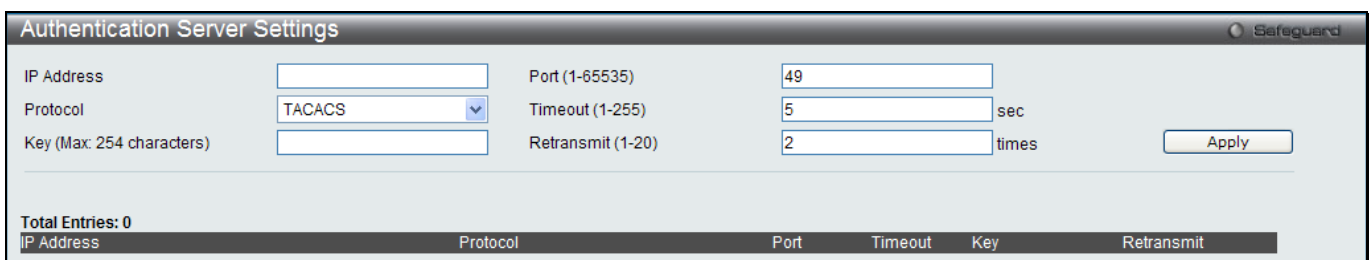 Authentication Server Settings
Safeguard
IP Address Port (1-65535) 49
Protocol TACACS Timeout (1-255) 5 sec
Key (Max: 254 characters) Retransmit (1-20) 2 times Apply
Total Entries: 0
IP Address Protocol Port Timeout Key Retransmit